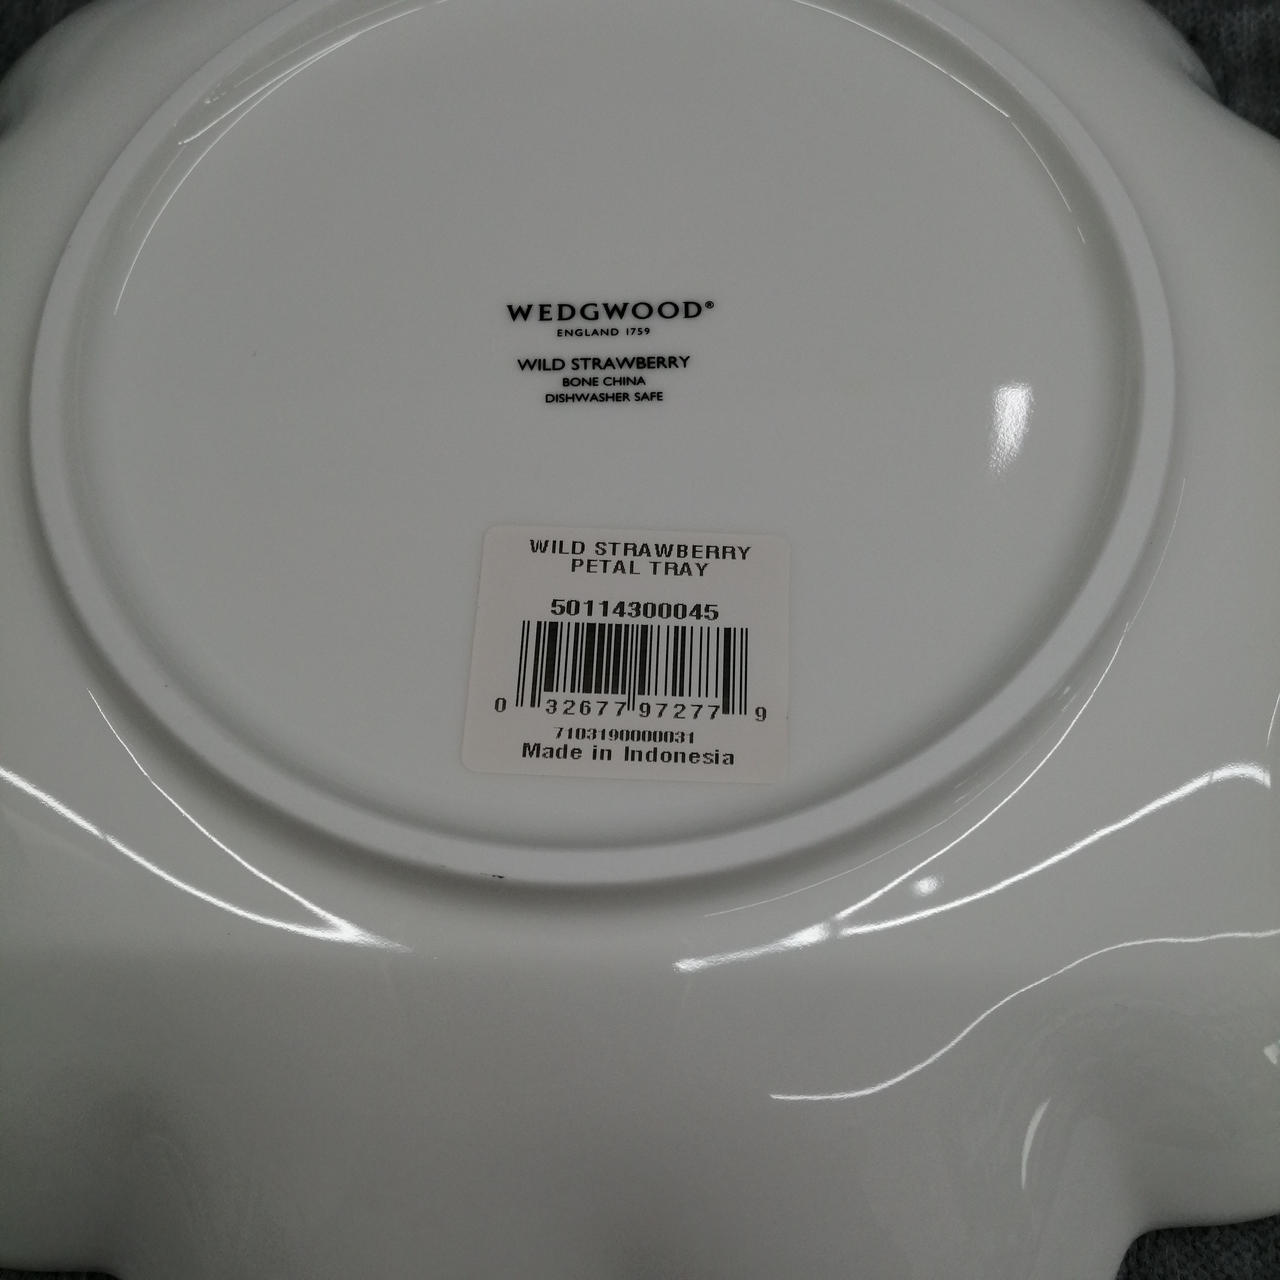 WEDGWOOD®
ENGLAND 1759
WILD STRAWBERRY
BONE CHINA
DISHWASHER SAFE
WILD STRAWBERRY
PETAL TRAY
50114300045
0 32677 97277 9
7103190000031
Made in Indonesia